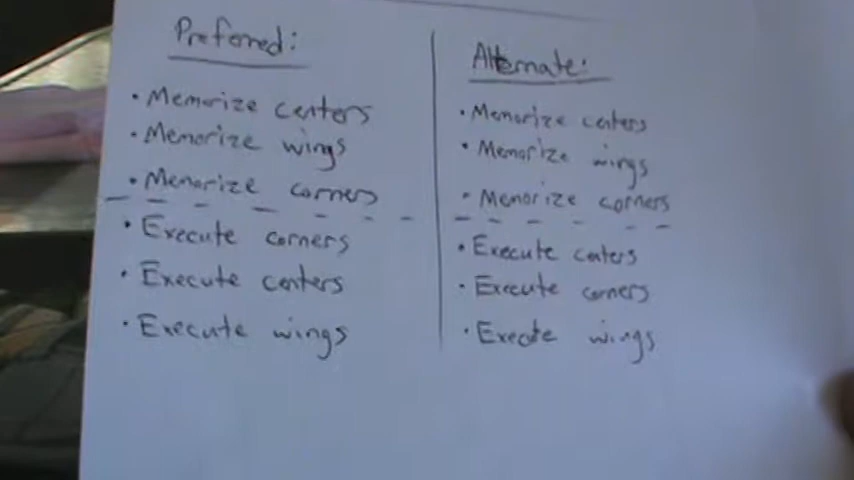 Preferred:
• Memorize centers
• Memorize wings
• Memorize corners
• Execute corners
• Execute centers
• Execute wings
Alternate:
• Memorize centers
• Memorize wings
• Memorize corners
• Execute centers
• Execute corners
• Execute wings